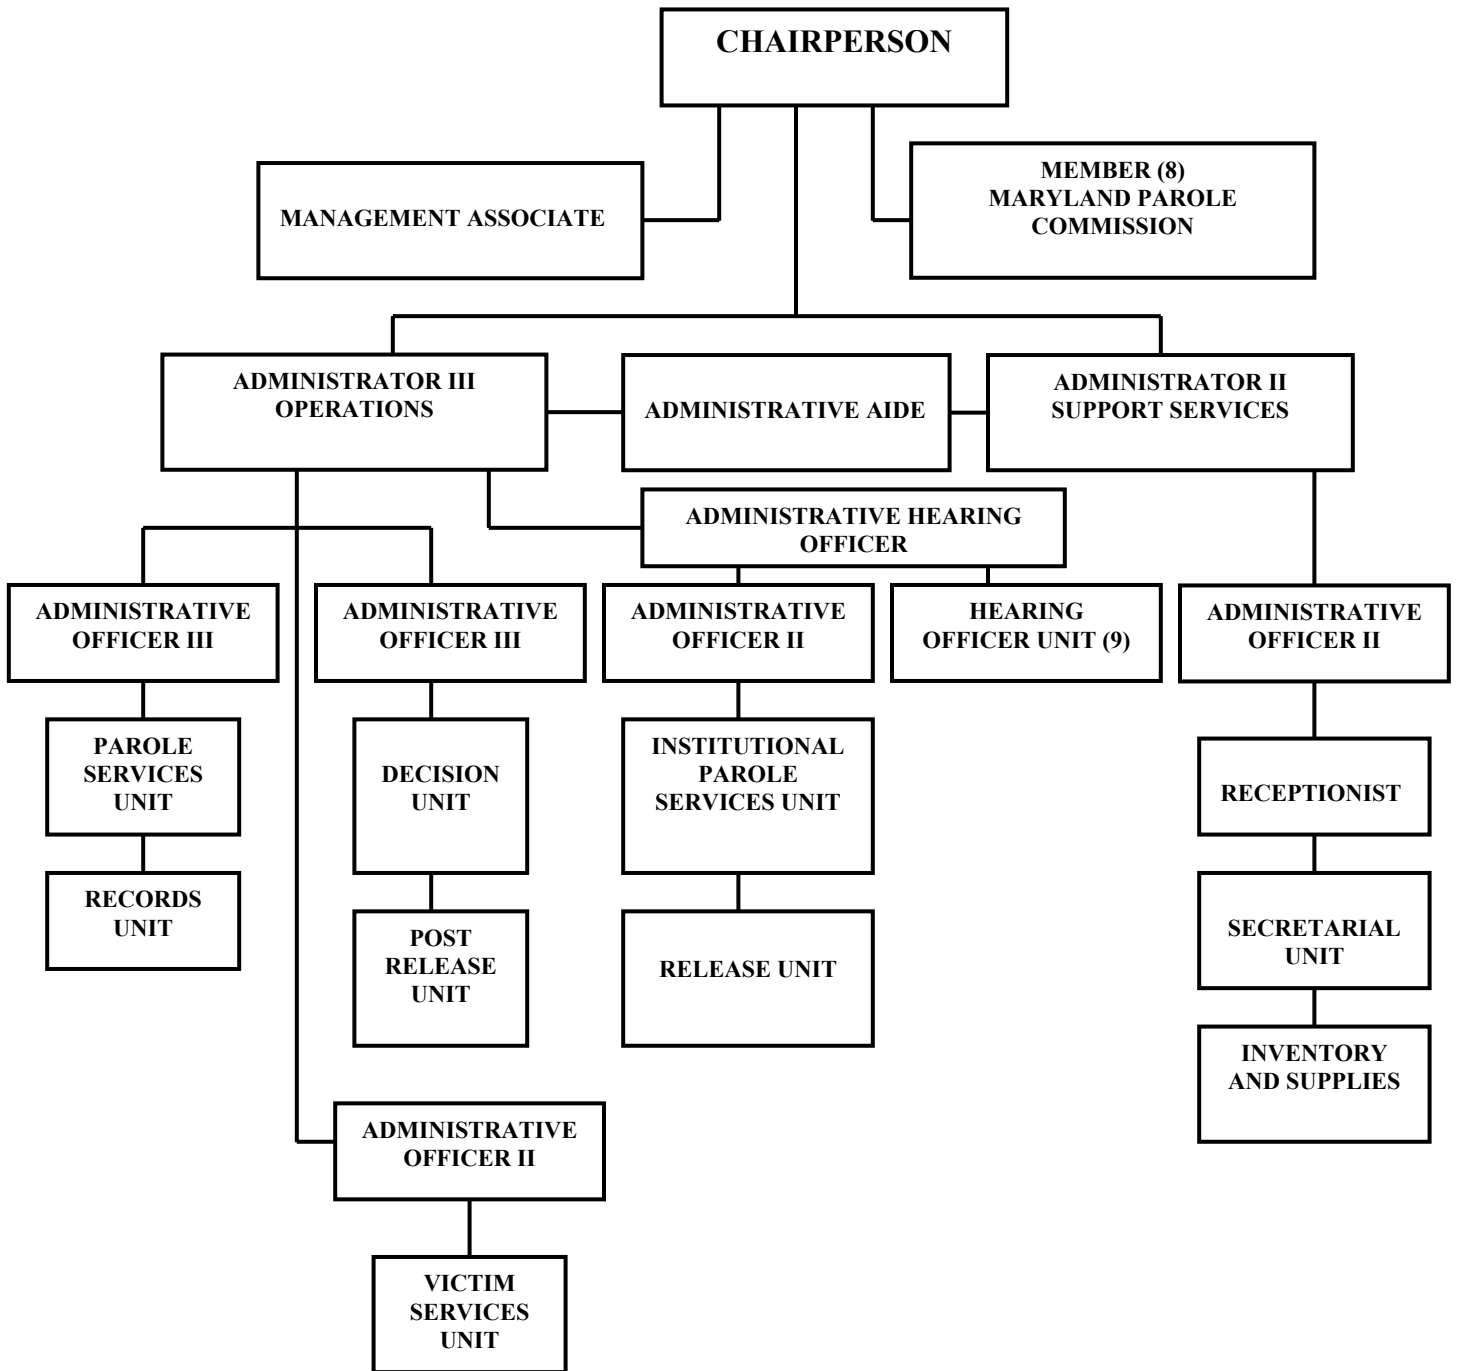 CHAIRPERSON
MANAGEMENT ASSOCIATE
MEMBER (8)
MARYLAND PAROLE
COMMISSION
ADMINISTRATOR III
OPERATIONS
ADMINISTRATIVE AIDE
ADMINISTRATOR II
SUPPORT SERVICES
ADMINISTRATIVE HEARING
OFFICER
ADMINISTRATIVE
OFFICER III
ADMINISTRATIVE
OFFICER III
ADMINISTRATIVE
OFFICER II
HEARING
OFFICER UNIT (9)
ADMINISTRATIVE
OFFICER II
PAROLE
SERVICES
UNIT
DECISION
UNIT
INSTITUTIONAL
PAROLE
SERVICES UNIT
RECEPTIONIST
RECORDS
UNIT
POST
RELEASE
UNIT
RELEASE UNIT
SECRETARIAL
UNIT
INVENTORY
AND SUPPLIES
ADMINISTRATIVE
OFFICER II
VICTIM
SERVICES
UNIT